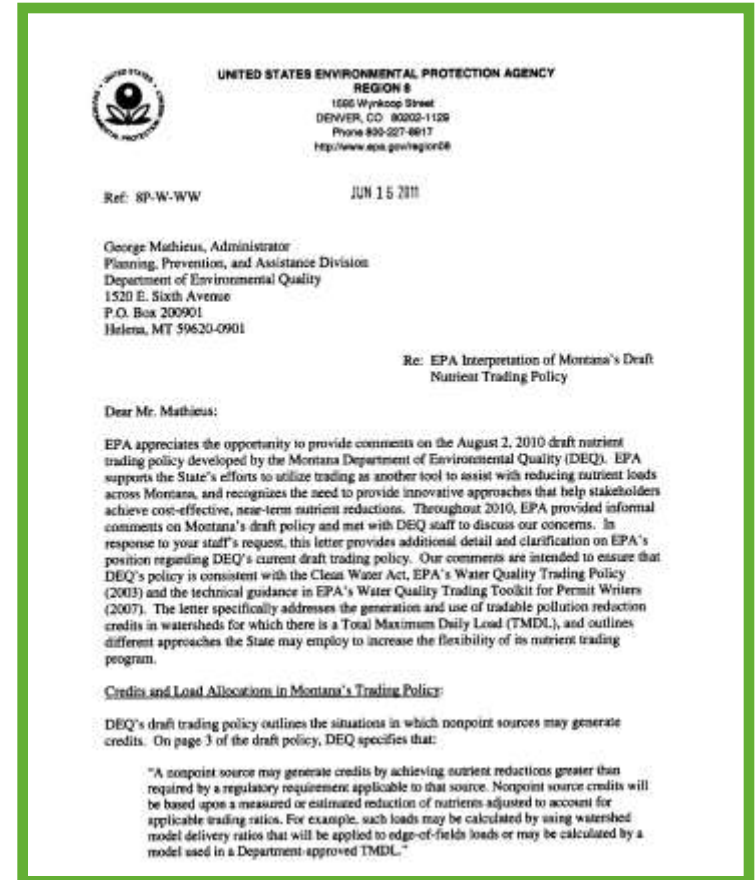 UNITED STATES ENVIRONMENTAL PROTECTION AGENCY
REGION 8
1595 Wynkoop Street
DENVER, CO 80202-1129
Phone 800-227-8917
http://www.epa.gov/region08
Ref: 8P-W-WW
JUN 15 2011
George Mathieus, Administrator
Planning, Prevention, and Assistance Division
Department of Environmental Quality
1520 E. Sixth Avenue
P.O. Box 200901
Helena, MT 59620-0901
Re: EPA Interpretation of Montana's Draft
Nutrient Trading Policy
Dear Mr. Mathieus:
EPA appreciates the opportunity to provide comments on the August 2, 2010 draft nutrient
trading policy developed by the Montana Department of Environmental Quality (DEQ). EPA
supports the State's efforts to utilize trading as another tool to assist with reducing nutrient loads
across Montana, and recognizes the need to provide innovative approaches that help stakeholders
achieve cost-effective, near-term nutrient reductions. Throughout 2010, EPA provided informal
comments on Montana's draft policy and met with DEQ staff to discuss our concerns. In
response to your staff's request, this letter provides additional detail and clarification on EPA's
position regarding DEQ's current draft trading policy. Our comments are intended to ensure that
DEQ's policy is consistent with the Clean Water Act, EPA's Water Quality Trading Policy
(2003) and the technical guidance in EPA's Water Quality Trading Toolkit for Permit Writers
(2007). The letter specifically addresses the generation and use of tradable pollution reduction
credits in watersheds for which there is a Total Maximum Daily Load (TMDL), and outlines
different approaches the State may employ to increase the flexibility of its nutrient trading
program.
Credits and Load Allocations in Montana's Trading Policy:
DEQ's draft trading policy outlines the situations in which nonpoint sources may generate
credits. On page 3 of the draft policy, DEQ specifies that:
"A nonpoint source may generate credits by achieving nutrient reductions greater than
required by a regulatory requirement applicable to that source. Nonpoint source credits will
be based upon a measured or estimated reduction of nutrients adjusted to account for
applicable trading ratios. For example, such loads may be calculated by using watershed
model delivery ratios that will be applied to edge-of-fields loads or may be calculated by a
model used in a Department-approved TMDL."